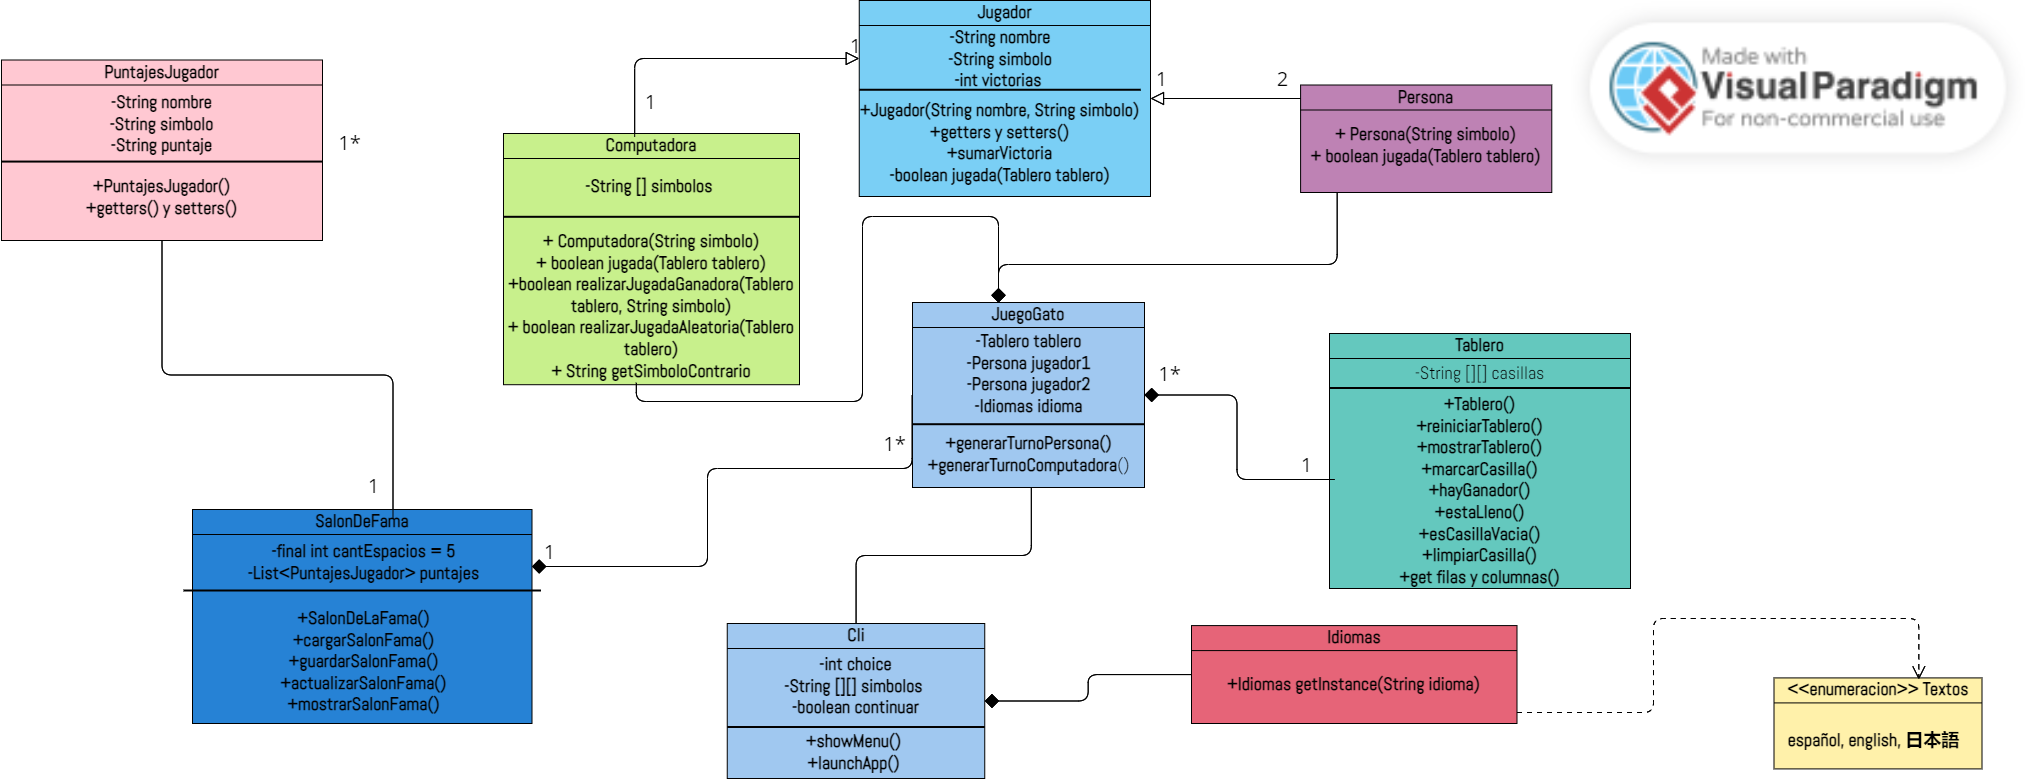 PuntajesJugador
-String nombre
-String simbolo
-String puntaje
+PuntajesJugador()
+getters() y setters()
1*
1
Computadora
-String [] simbolos
+ Computadora(String simbolo)
+ boolean jugada(Tablero tablero)
+boolean realizarJugadaGanadora(Tablero
tablero, String simbolo)
+ boolean realizarJugadaAleatoria(Tablero
tablero)
+ String getSimboloContrario
1
1
Jugador
-String nombre
-String simbolo
-int victorias
+Jugador(String nombre, String simbolo)
+getters y setters()
+sumarVictoria
-boolean jugada(Tablero tablero)
1
2
Persona
+ Persona(String simbolo)
+ boolean jugada(Tablero tablero)
Made with
Visual Paradigm
For non-commercial use
JuegoGato
-Tablero tablero
-Persona jugador1
-Persona jugador2
-Idiomas idioma
+generarTurnoPersona()
+generarTurnoComputadora()
1*
1*
1
Tablero
-String [][] casillas
+Tablero()
+reiniciarTablero()
+mostrarTablero()
+marcarCasilla()
+hayGanador()
+estaLleno()
+esCasillaVacia()
+limpiarCasilla()
+get filas y columnas()
SalonDeFama
-final int cantEspacios = 5
-List<PuntajesJugador> puntajes
+SalonDeLaFama()
+cargarSalonFama()
+guardarSalonFama()
+actualizarSalonFama()
+mostrarSalonFama()
1
Cli
-int choice
-String [][] simbolos
-boolean continuar
+showMenu()
+launchApp()
Idiomas
+Idiomas getInstance(String idioma)
<<enumeracion>> Textos
español, english, 日本語